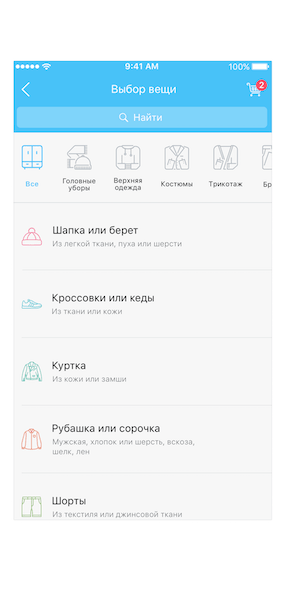 9:41 AM
100%
Выбор вещи
2
Найти
Все
Головные
уборы
Верхняя
одежда
Костюмы
Трикотаж
Шапка или берет
Из легкой ткани, пуха или шерсти
Кроссовки или кеды
Из ткани или кожи
Куртка
Из кожи или замши
Рубашка или сорочка
Мужская, хлопок или шерсть, вскоза,
шелк, лен
Шорты
Из текстиля или джинсовой ткани